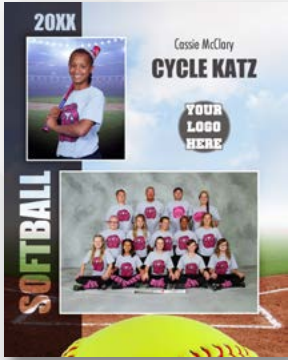 20XX
Cassie McClary
CYCLE KATZ
YOUR
LOGO
HERE
SOFTBALL